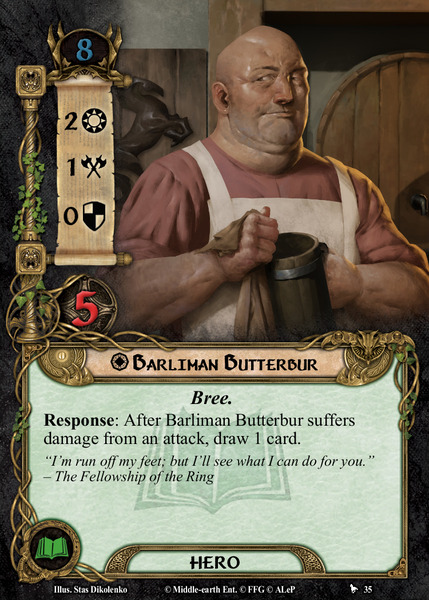 8
2
1
0
5
Barliman Butterbur
Bree.
Response: After Barliman Butterbur suffers
damage from an attack, draw 1 card.
“I’m run off my feet; but I’ll see what I can do for you.”
– The Fellowship of the Ring
HERO
Illus. Stas Dikolenko © Middle-earth Ent. © FFG © ALeP 35